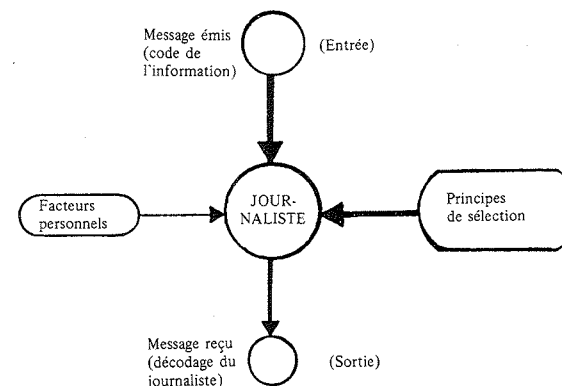 Message émis
(code de
l'information)
(Entrée)
Facteurs
personnels
JOUR-
NALISTE
Principes
de sélection
Message reçu
(décodage du
journaliste)
(Sortie)